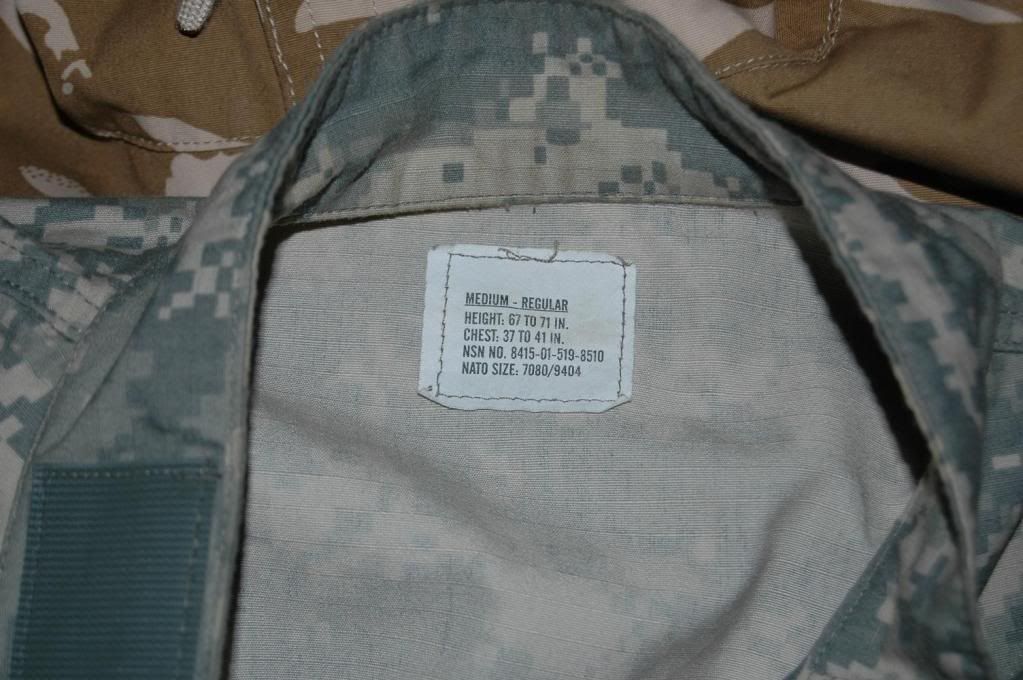 MEDIUM - REGULAR
HEIGHT: 67 TO 71 IN.
CHEST: 37 TO 41 IN.
NSN NO. 8415-01-519-8510
NATO SIZE: 7080/9404